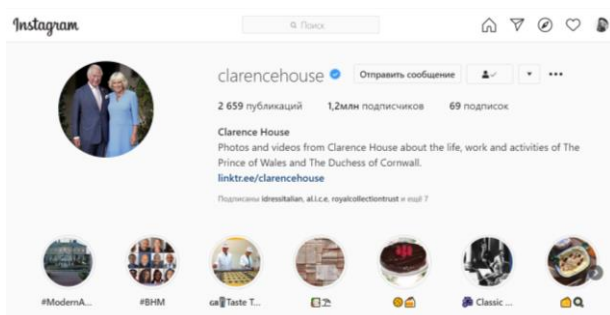 Instagram
Поиск
clarencehouse
Отправить сообщение
2 659 публикаций 1,2млн подписчиков 69 подписок
Clarence House
Photos and videos from Clarence House about the life, work and activities of The
Prince of Wales and The Duchess of Cornwall.
linktr.ee/clarencehouse
Подписаны idressitalian, al.i.c.e, royalcollectiontrust и ещё 7
#ModernA... #BHM GB Taste T... Classic ...